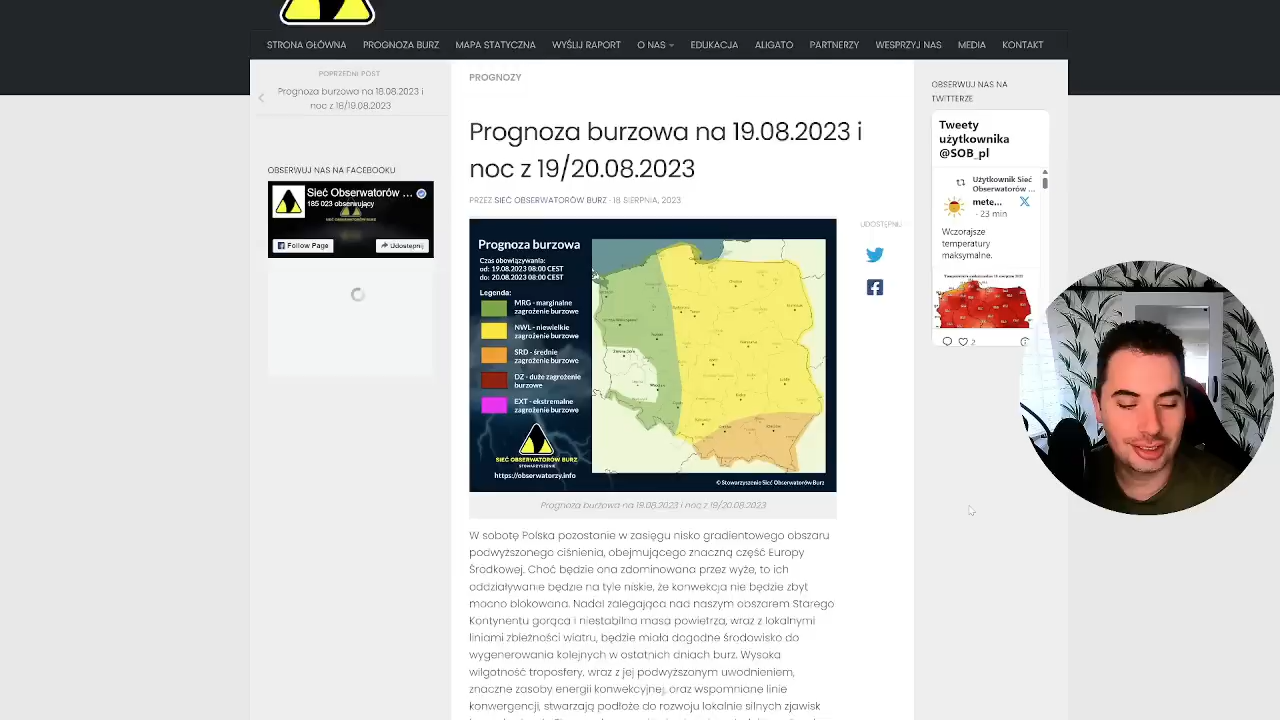 STRONA GŁÓWNA PROGNOZA BURZ MAPA STATYCZNA WYŚLIJ RAPORT O NAS EDUKACJA ALIGATO PARTNERZY WESPRZYJ NAS MEDIA KONTAKT
POPRZEDNI POST
Prognoza burzowa na 18.08.2023 i
noc z 18/19.08.2023
OBSERWUJ NAS NA FACEBOOKU
Sieć Obserwatorów ...
185 023 obserwujący
Follow Page
Udostępnij
PROGNOZY
Prognoza burzowa na 19.08.2023 i
noc z 19/20.08.2023
PRZEZ SIEĆ OBSERWATORÓW BURZ · 18 SIERPNIA, 2023
Prognoza burzowa
Czas obowiązywania:
od: 19.08.2023 08:00 CEST
do: 20.08.2023 08:00 CEST
Legenda:
MRG - marginalne
zagrożenie burzowe
NWL - niewielkie
zagrożenie burzowe
SRD - średnie
zagrożenie burzowe
DZ - duże zagrożenie
burzowe
EXT - ekstremalne
zagrożenie burzowe
SIEĆ OBSERWATORÓW BURZ
STOWARZYSZENIE
https://obserwatorzy.info
© Stowarzyszenie Sieć Obserwatorów Burz
Prognoza burzowa na 19.08.2023 i noc z 19/20.08.2023
W sobotę Polska pozostanie w zasięgu nisko gradientowego obszaru
podwyższonego ciśnienia, obejmującego znaczną część Europy
Środkowej. Choć będzie ona zdominowana przez wyże, to ich
oddziaływanie będzie na tyle niskie, że konwekcja nie będzie zbyt
mocno blokowana. Nadal zalegająca nad naszym obszarem Starego
Kontynentu gorąca i niestabilna masa powietrza, wraz z lokalnymi
liniami zbieżności wiatru, będzie miała dogodne środowisko do
wygenerowania kolejnych w ostatnich dniach burz. Wysoka
wilgotność troposfery, wraz z jej podwyższonym uwodnieniem,
znaczne zasoby energii konwekcyjnej, oraz wspomniane linie
konwergencji, stwarzają podłoże do rozwoju lokalnie silnych zjawisk
UDOSTĘPNIJ
OBSERWUJ NAS NA
TWITTERZE
Tweety
użytkownika
@SOB_pl
Użytkownik Sieć
Obserwatorów ...
mete...
· 23 min
Wczorajsze
temperatury
maksymalne.
2